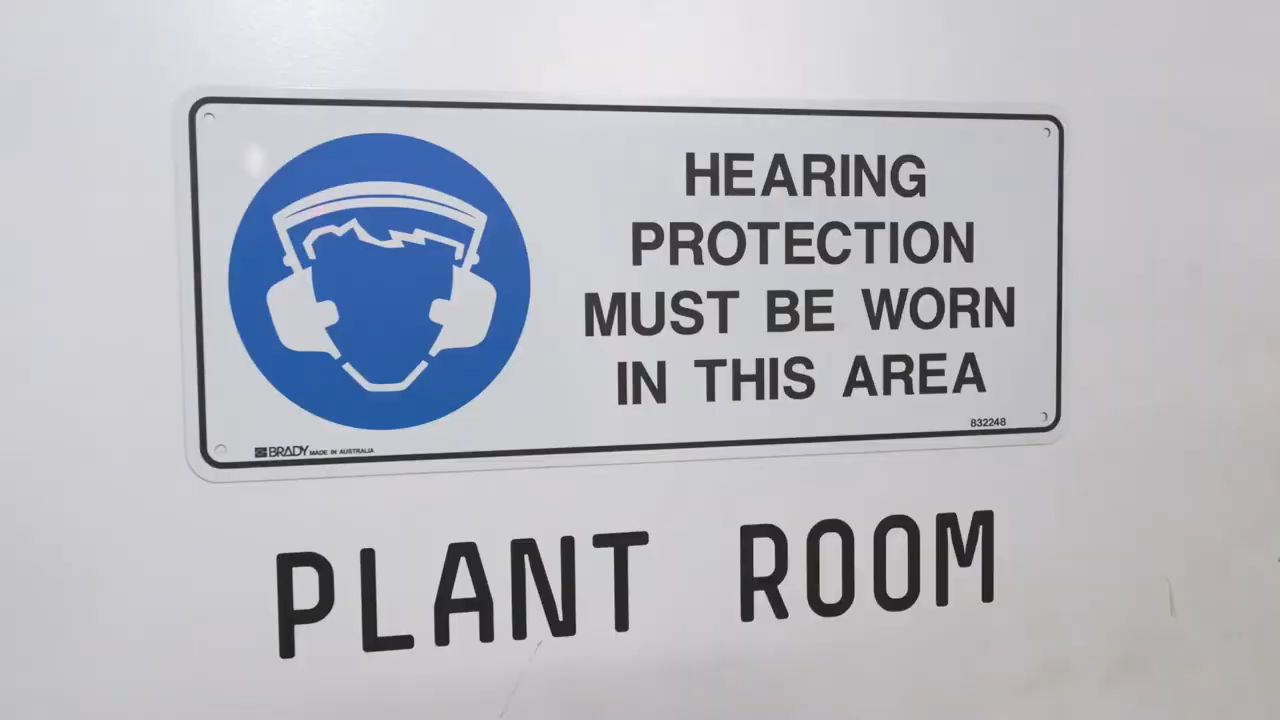 HEARING
PROTECTION
MUST BE WORN
IN THIS AREA
832248
BRADY MADE IN AUSTRALIA
PLANT ROOM